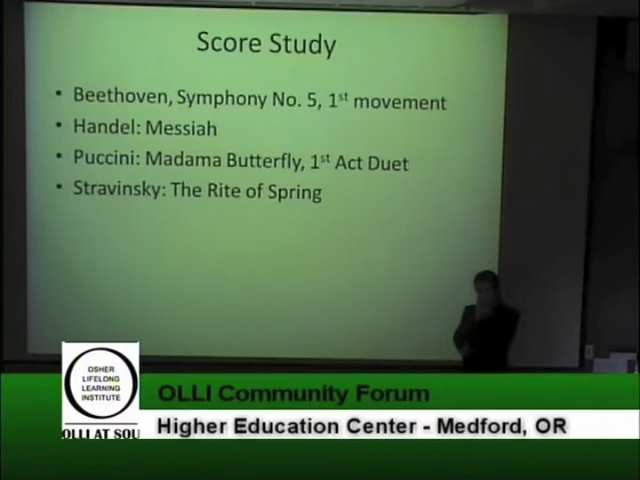 Score Study
• Beethoven, Symphony No. 5, 1st movement
• Handel: Messiah
• Puccini: Madama Butterfly, 1st Act Duet
• Stravinsky: The Rite of Spring
OSHER
LIFELONG
LEARNING
INSTITUTE
OLLI AT SOU
OLLI Community Forum
Higher Education Center - Medford, OR